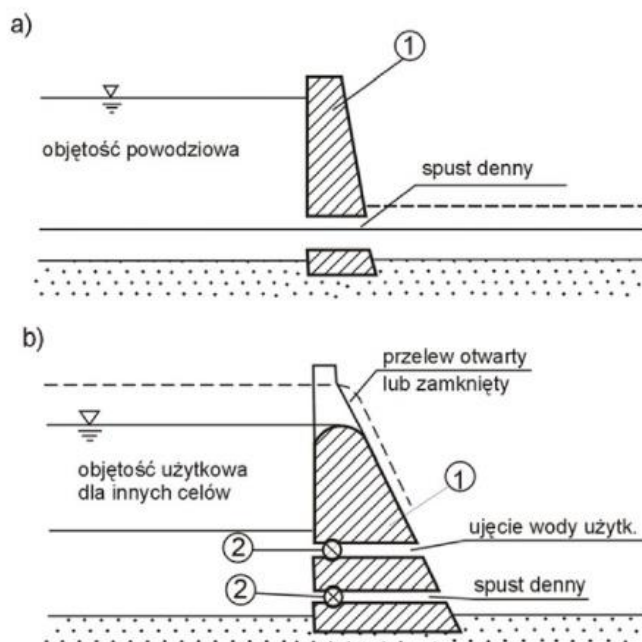 a)
1
objętość powodziowa
spust denny
b)
przelew otwarty
lub zamknięty
objętość użytkowa
dla innych celów
1
ujęcie wody użytk.
2
2
spust denny